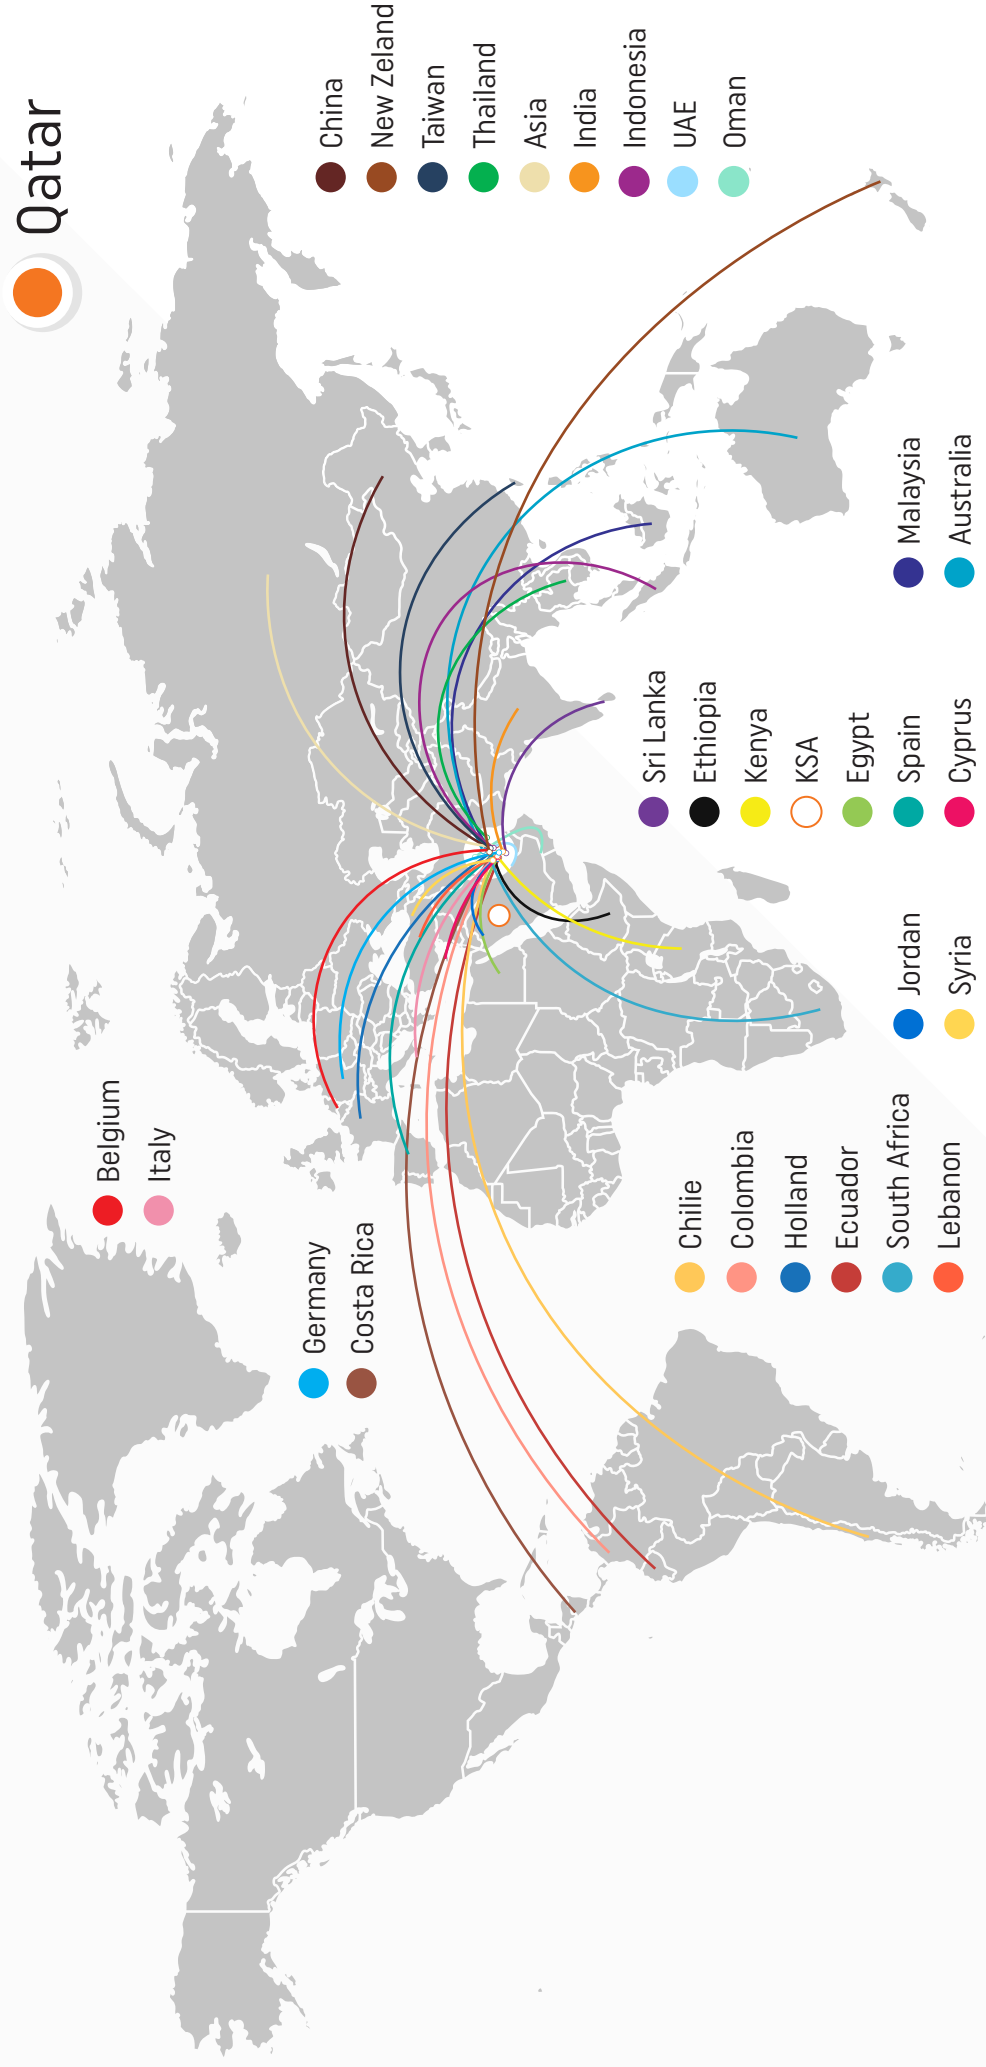 Qatar
Belgium
Italy
Germany
Costa Rica
China
New Zeland
Taiwan
Thailand
Asia
India
Indonesia
UAE
Oman
Chilie
Colombia
Holland
Ecuador
South Africa
Lebanon
Jordan
Syria
Sri Lanka
Ethiopia
Kenya
KSA
Egypt
Spain
Cyprus
Malaysia
Australia